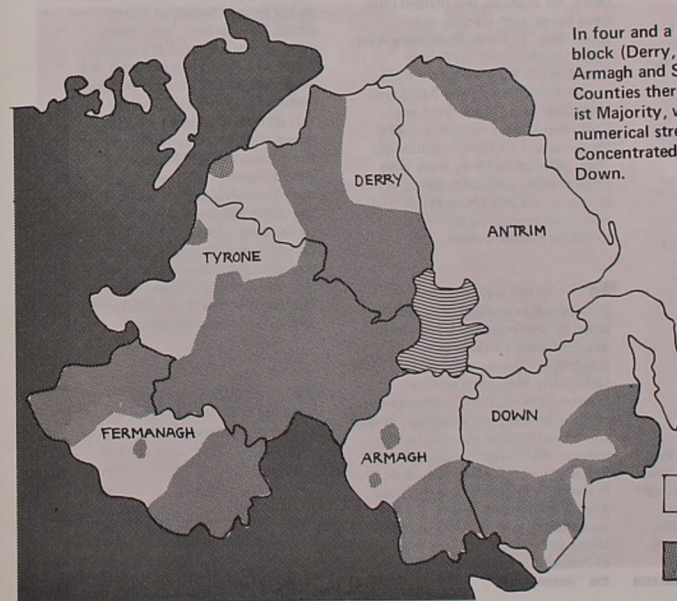 In four and a
block (Derry,
Armagh and S
Counties ther
ist Majority, w
numerical stre
Concentrated
Down.
DERRY
ANTRIM
TYRONE
DOWN
FERMANAGH
ARMAGH